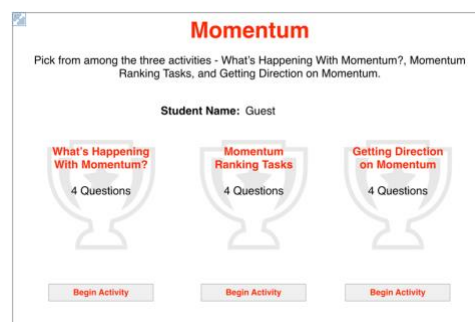 Momentum
Pick from among the three activities - What's Happening With Momentum?, Momentum
Ranking Tasks, and Getting Direction on Momentum.
Student Name: Guest
What's Happening
With Momentum?
4 Questions
Begin Activity
Momentum
Ranking Tasks
4 Questions
Begin Activity
Getting Direction
on Momentum
4 Questions
Begin Activity